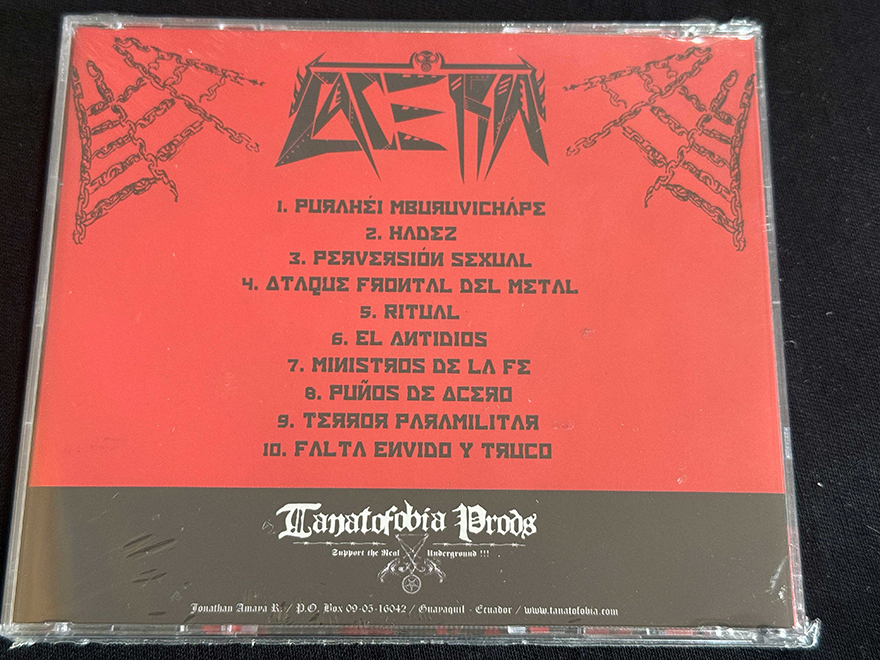 1. PURAHÉI MBURUVICHÁPE
2. HADEZ
3. PERVERSIÓN SEXUAL
4. ATAQUE FRONTAL DEL METAL
5. RITUAL
6. EL ANTIDIOS
7. MINISTROS DE LA FE
8. PUÑOS DE ACERO
9. TERROR PARAMILITAR
10. FALTA ENVIDO Y TRUCO
Tanatofobia Prods
Support the Real Underground !!!
Jonathan Amaya R. / P.O. Box 09-05-16042 / Guayaquil - Ecuador / www.tanatofobia.com